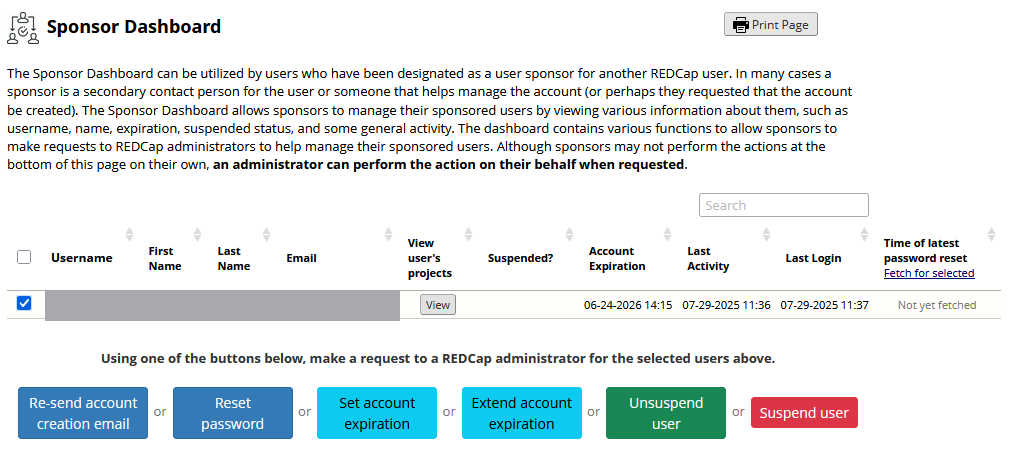 Sponsor Dashboard
Print Page
The Sponsor Dashboard can be utilized by users who have been designated as a user sponsor for another REDCap user. In many cases a
sponsor is a secondary contact person for the user or someone that helps manage the account (or perhaps they requested that the account
be created). The Sponsor Dashboard allows sponsors to manage their sponsored users by viewing various information about them, such as
username, name, expiration, suspended status, and some general activity. The dashboard contains various functions to allow sponsors to
make requests to REDCap administrators to help manage their sponsored users. Although sponsors may not perform the actions at the
bottom of this page on their own, an administrator can perform the action on their behalf when requested.
Search
Username
First
Name
Last
Name
Email
View
user's
projects
Suspended?
Account
Expiration
Last
Activity
Last Login
Time of latest
password reset
Fetch for selected
View
06-24-2026 14:15
07-29-2025 11:36
07-29-2025 11:37
Not yet fetched
Using one of the buttons below, make a request to a REDCap administrator for the selected users above.
Re-send account
creation email
or
Reset
password
or
Set account
expiration
or
Extend account
expiration
or
Unsuspend
user
or
Suspend user